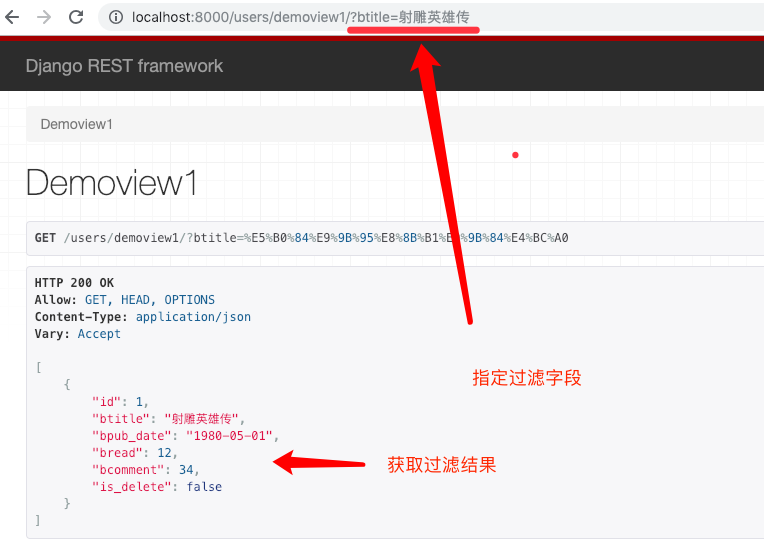 localhost:8000/users/demoview1/?btitle=射雕英雄传
Django REST framework
Demoview1
Demoview1
GET /users/demoview1/?btitle=%E5%B0%84%E9%9B%95%E8%8B%B1%E9%9B%84%E4%BC%A0
HTTP 200 OK
Allow: GET, HEAD, OPTIONS
Content-Type: application/json
Vary: Accept
[
{
"id": 1,
"btitle": "射雕英雄传",
"bpub_date": "1980-05-01",
"bread": 12,
"bcomment": 34,
"is_delete": false
}
]
指定过滤字段
获取过滤结果